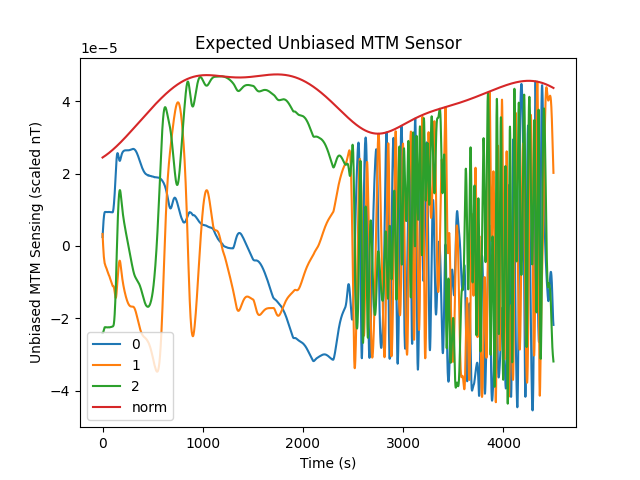 Expected Unbiased MTM Sensor
1e−5
4
2
0
−2
−4
Unbiased MTM Sensing (scaled nT)
0
1
2
norm
0
1000
2000
3000
4000
Time (s)